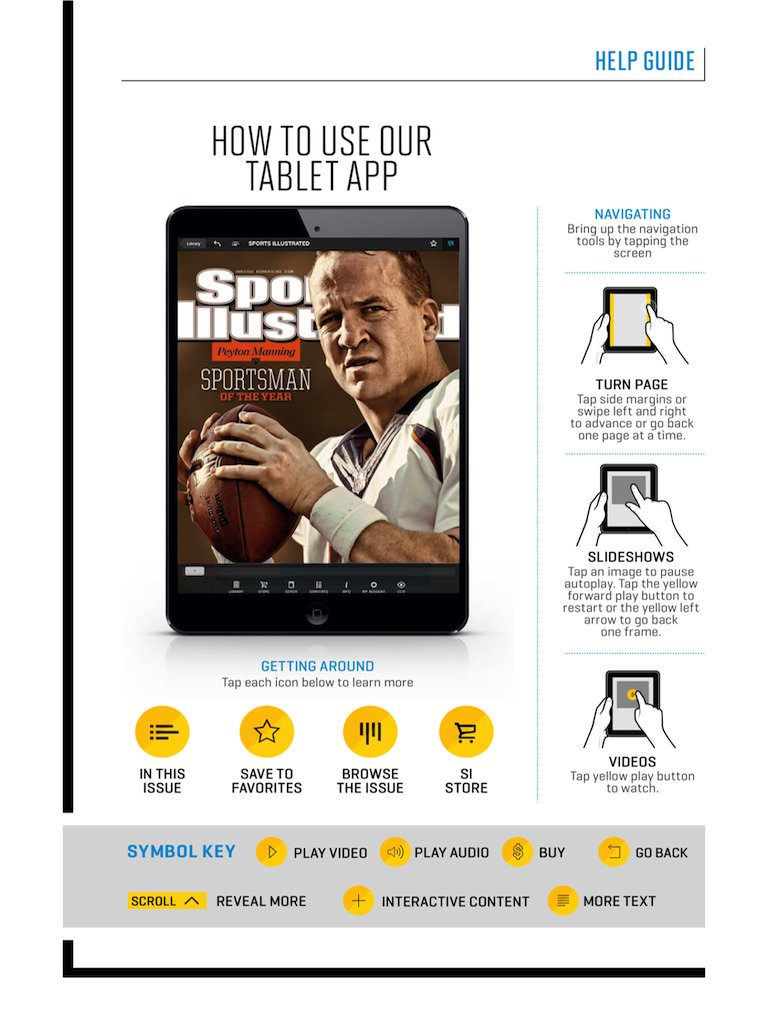 HELP GUIDE
HOW TO USE OUR
TABLET APP
Library
SPORTS ILLUSTRATED
Spo
Illust d
Peyton Manning
SPORTSMAN
OF THE YEAR
Wilson
LIBRARY STORE COVER CONTENTS INFO MY ACCOUNT VIEW
GETTING AROUND
Tap each icon below to learn more
IN THIS
ISSUE
SAVE TO
FAVORITES
BROWSE
THE ISSUE
SI
STORE
NAVIGATING
Bring up the navigation
tools by tapping the
screen
TURN PAGE
Tap side margins or
swipe left and right
to advance or go back
one page at a time.
SLIDESHOWS
Tap an image to pause
autoplay. Tap the yellow
forward play button to
restart or the yellow left
arrow to go back
one frame.
VIDEOS
Tap yellow play button
to watch.
SYMBOL KEY PLAY VIDEO PLAY AUDIO BUY GO BACK
SCROLL REVEAL MORE INTERACTIVE CONTENT MORE TEXT